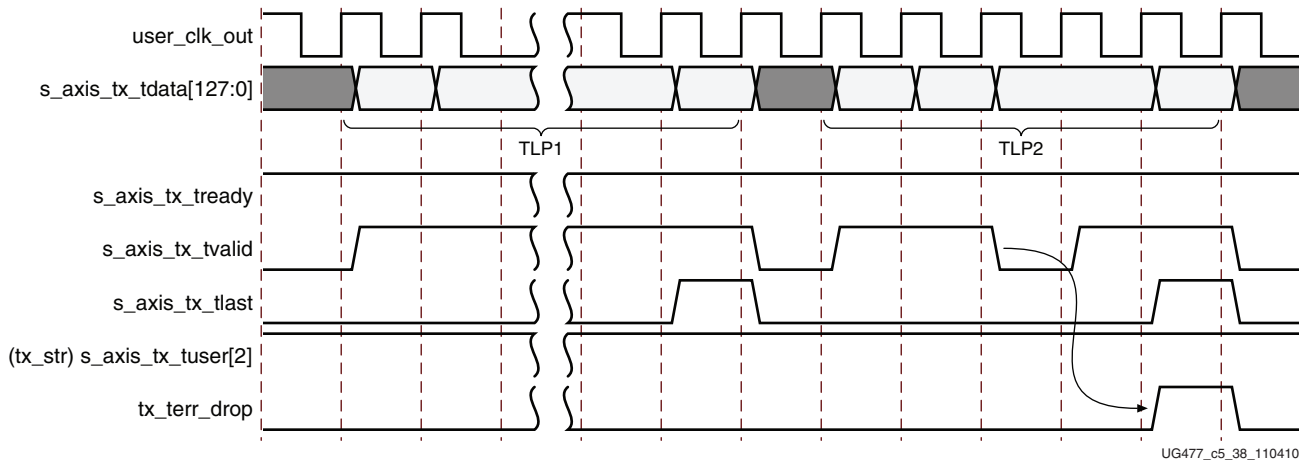 user_clk_out
s_axis_tx_tdata[127:0]
TLP1 TLP2
s_axis_tx_tready
s_axis_tx_tvalid
s_axis_tx_tlast
(tx_str) s_axis_tx_tuser[2]
tx_terr_drop
UG477_c5_38_110410